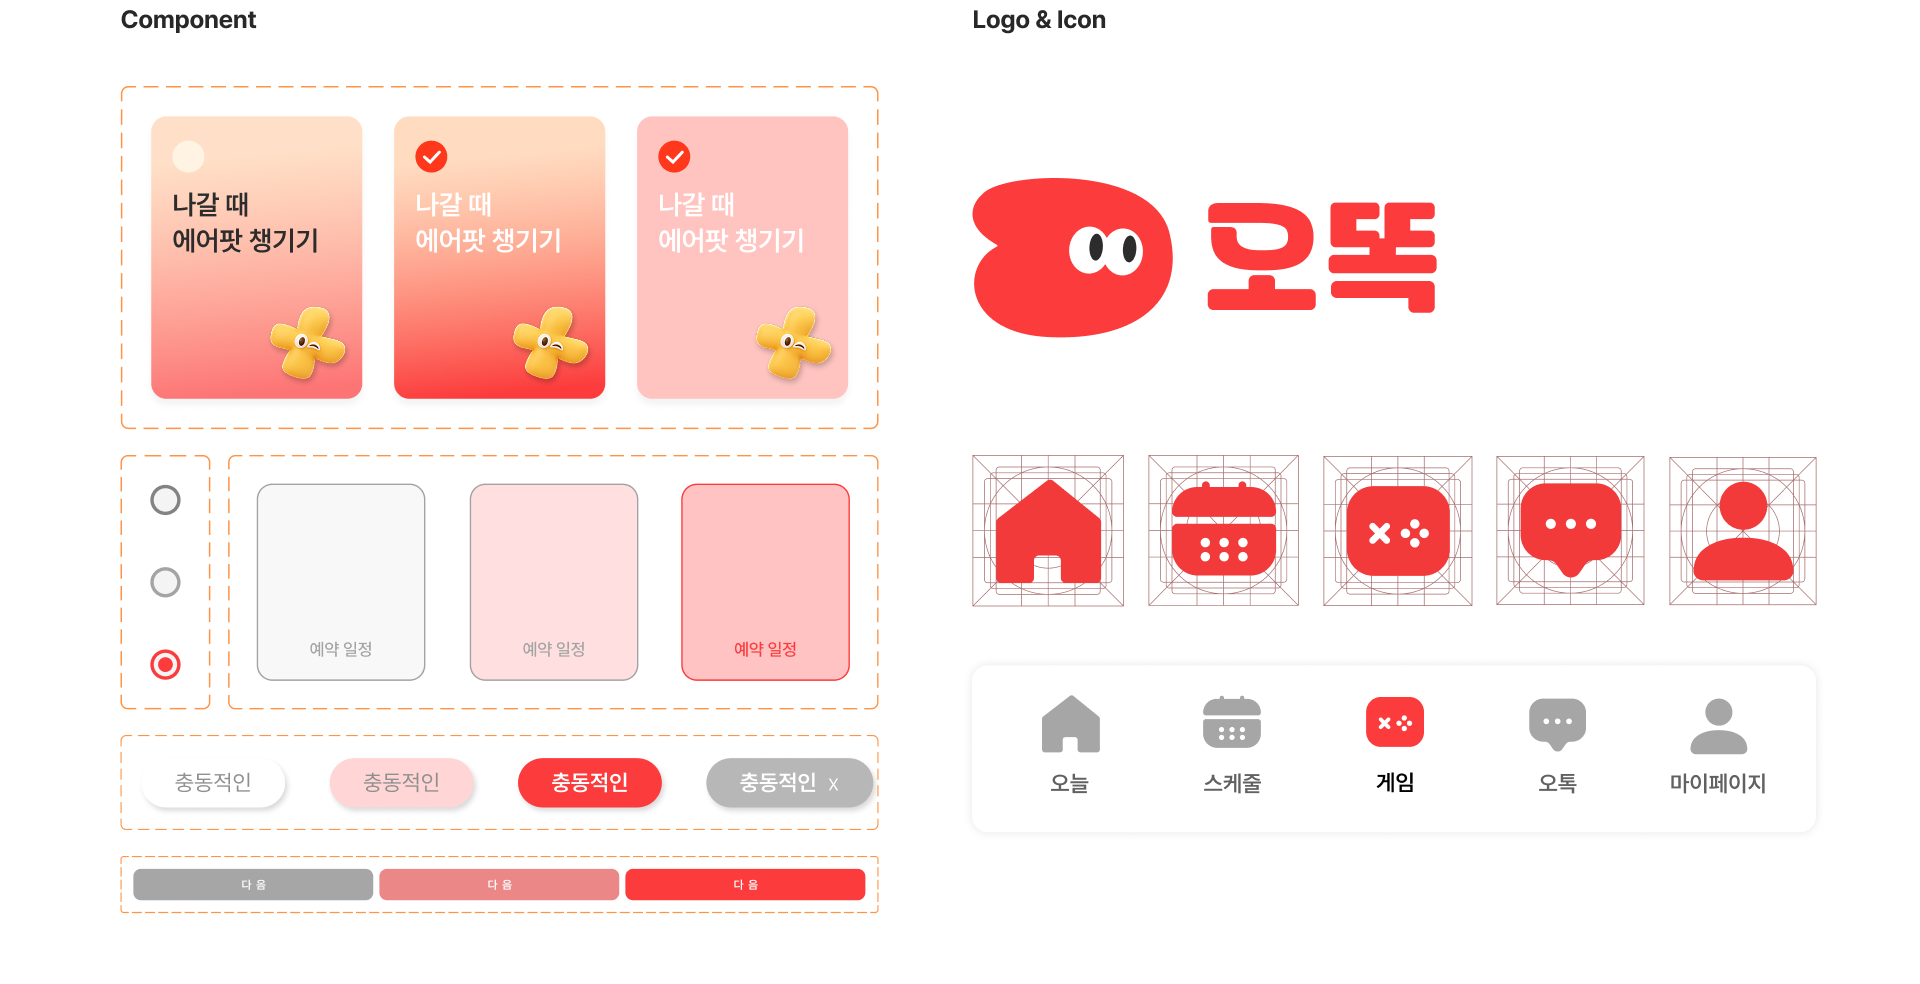 Component
나갈 때
에어팟 챙기기
나갈 때
에어팟 챙기기
나갈 때
에어팟 챙기기
예약 일정
예약 일정
예약 일정
충동적인
충동적인
충동적인
충동적인 X
다 음
다 음
다 음
Logo & Icon
오똑
오늘
스케줄
게임
오톡
마이페이지